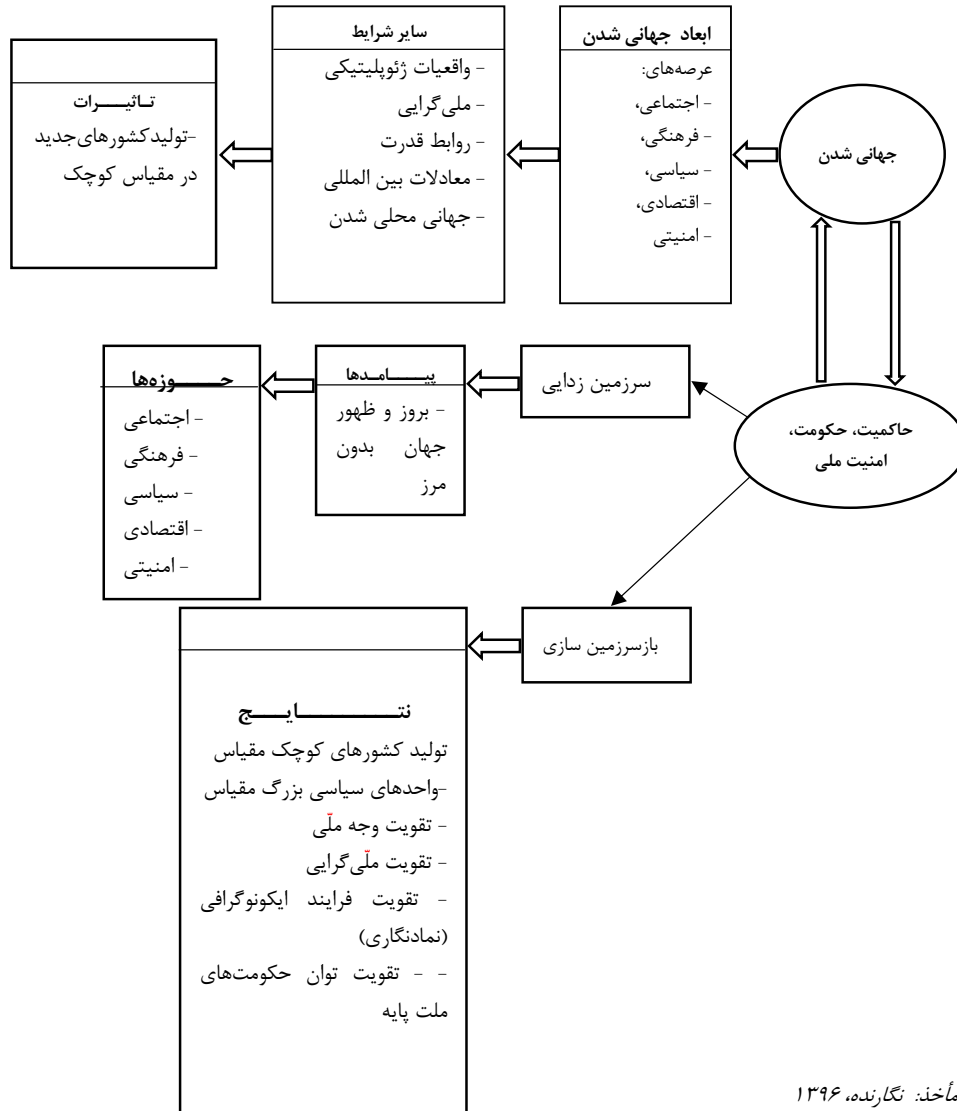 جهانی شدن
ابعاد جهانی شدن
عرصه‌های:
- اجتماعی،
- فرهنگی،
- سیاسی،
- اقتصادی،
- امنیتی
سایر شرایط
- واقعیات ژئوپلیتیکی
- ملی‌گرایی
- روابط قدرت
- معادلات بین المللی
- جهانی محلی شدن
تـاثیـــرات
-تولیدکشورهای‌جدید
در مقیاس کوچک
حاکمیت، حکومت،
امنیت ملی
سرزمین زدایی
پیـــــامـدها
- بروز و ظهور
جهان بدون
مرز
حـــــوزه‌ها
- اجتماعی
- فرهنگی
- سیاسی
- اقتصادی
- امنیتی
بازسرزمین سازی
نتــــــــــایـــــج
تولید کشورهای کوچک مقیاس
-واحدهای سیاسی بزرگ مقیاس
- تقویت وجه ملّی
- تقویت ملّی‌گرایی
- تقویت فرایند ایکونوگرافی
(نمادنگاری)
- - تقویت توان حکومت‌های
ملت پایه
مأخذ: نگارنده، ۱۳۹۶